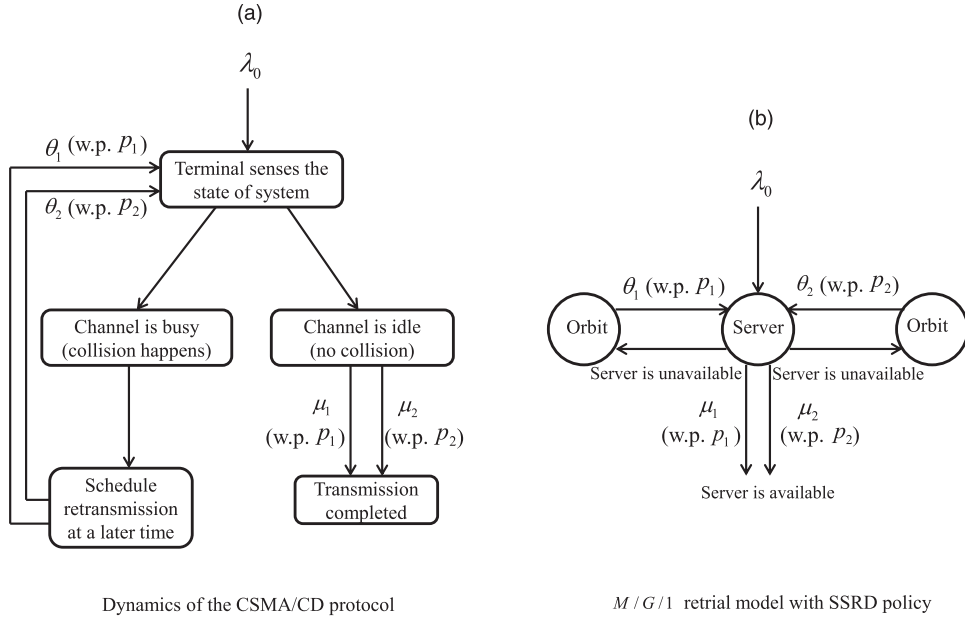 (a)
λ₀
θ₁ (w.p. p₁)
θ₂ (w.p. p₂)
Terminal senses the
state of system
Channel is busy
(collision happens)
Channel is idle
(no collision)
μ₁
(w.p. p₁)
μ₂
(w.p. p₂)
Schedule
retransmission
at a later time
Transmission
completed
Dynamics of the CSMA/CD protocol
(b)
λ₀
θ₁ (w.p. p₁)
θ₂ (w.p. p₂)
Orbit
Server
Orbit
Server is unavailable
Server is unavailable
μ₁
(w.p. p₁)
μ₂
(w.p. p₂)
Server is available
M / G / 1 retrial model with SSRD policy